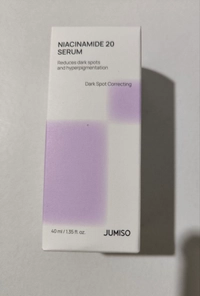 NIACINAMIDE 20
SERUM
Reduces dark spots
and hyperpigmentation
Dark Spot Correcting
40 ml / 1.35 fl. oz.
JUMISO